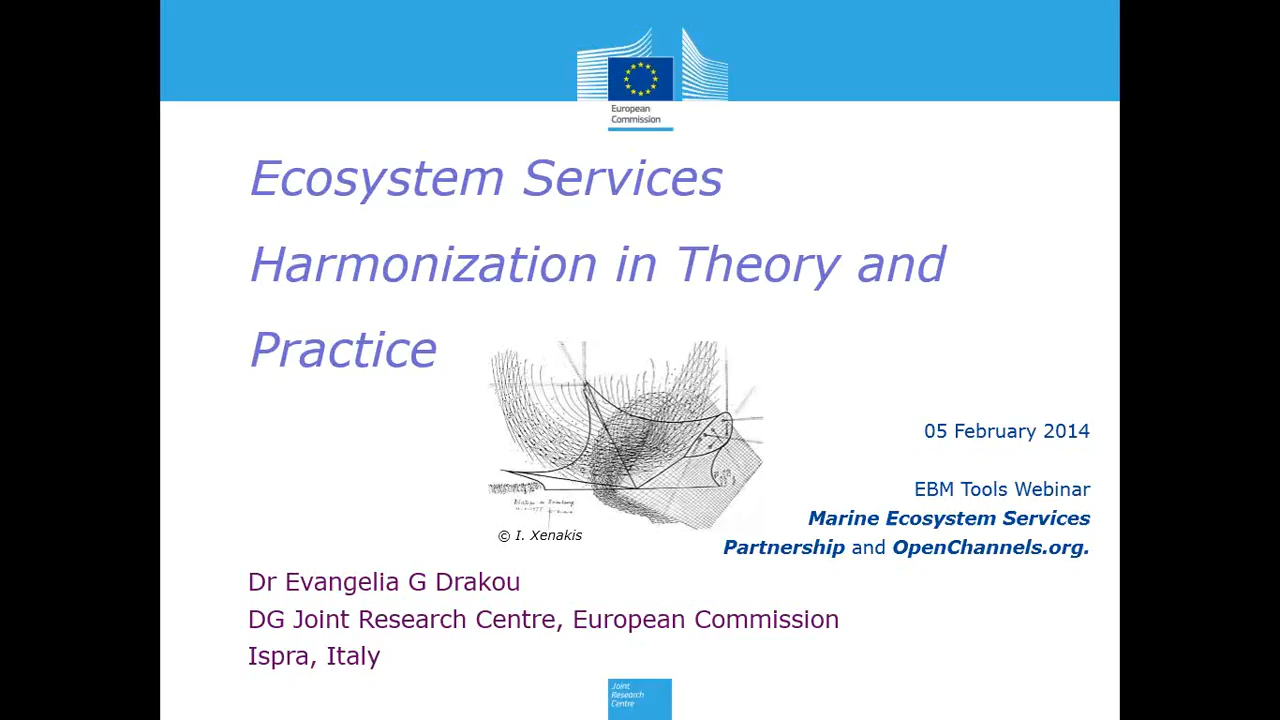 European
Commission
Ecosystem Services
Harmonization in Theory and
Practice
05 February 2014
EBM Tools Webinar
Marine Ecosystem Services
Partnership and OpenChannels.org.
© I. Xenakis
Dr Evangelia G Drakou
DG Joint Research Centre, European Commission
Ispra, Italy
Joint
Research
Centre